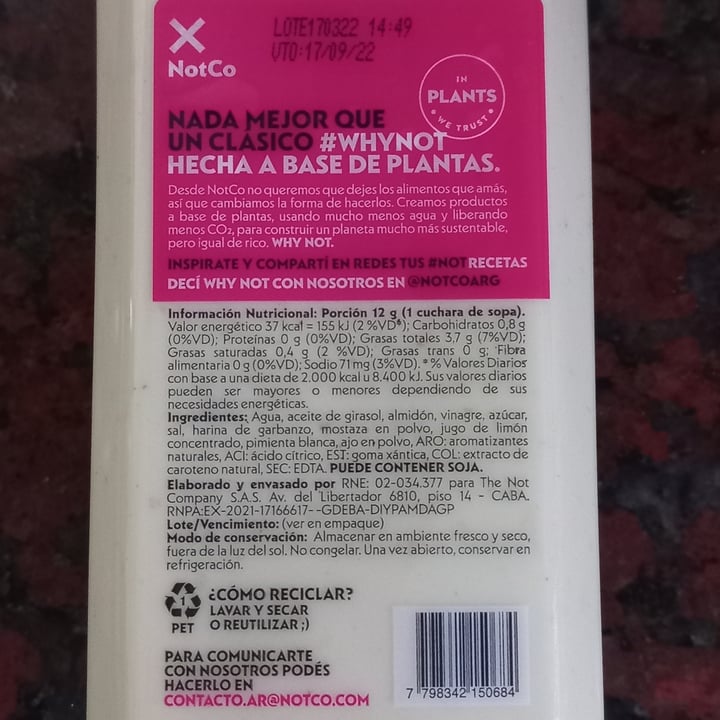 LOTE170322 14:49
VTO:17/09/22
NotCo
IN
PLANTS
WE TRUST
NADA MEJOR QUE
UN CLÁSICO #WHYNOT
HECHA A BASE DE PLANTAS.
Desde NotCo no queremos que dejes los alimentos que amás,
así que cambiamos la forma de hacerlos. Creamos productos
a base de plantas, usando mucho menos agua y liberando
menos CO₂, para construir un planeta mucho más sustentable,
pero igual de rico. WHY NOT.
INSPIRATE Y COMPARTÍ EN REDES TUS #NOTRECETAS
DECÍ WHY NOT CON NOSOTROS EN @NOTCOARG
Información Nutricional: Porción 12 g (1 cuchara de sopa).
Valor energético 37 kcal = 155 kJ (2 %VD*); Carbohidratos 0,8 g
(0%VD); Proteínas 0 g (0%VD); Grasas totales 3,7 g (7%VD);
Grasas saturadas 0,4 g (2 %VD); Grasas trans 0 g; Fibra
alimentaria 0 g (0%VD); Sodio 71 mg (3%VD). * % Valores Diarios
con base a una dieta de 2.000 kcal u 8.400 kJ. Sus valores diarios
pueden ser mayores o menores dependiendo de sus
necesidades energéticas.
Ingredientes: Agua, aceite de girasol, almidón, vinagre, azúcar,
sal, harina de garbanzo, mostaza en polvo, jugo de limón
concentrado, pimienta blanca, ajo en polvo, ARO: aromatizantes
naturales, ACI: ácido cítrico, EST: goma xántica, COL: extracto de
caroteno natural, SEC: EDTA. PUEDE CONTENER SOJA.
Elaborado y envasado por RNE: 02-034.377 para The Not
Company S.A.S. Av. del Libertador 6810, piso 14 - CABA.
RNPA:EX-2021-17166617- -GDEBA-DIYPAMDAGP
Lote/Vencimiento: (ver en empaque)
Modo de conservación: Almacenar en ambiente fresco y seco,
fuera de la luz del sol. No congelar. Una vez abierto, conservar en
refrigeración.
1
PET
¿CÓMO RECICLAR?
LAVAR Y SECAR
O REUTILIZAR ;)
PARA COMUNICARTE
CON NOSOTROS PODÉS
HACERLO EN
CONTACTO.AR@NOTCO.COM
7 798342 150684